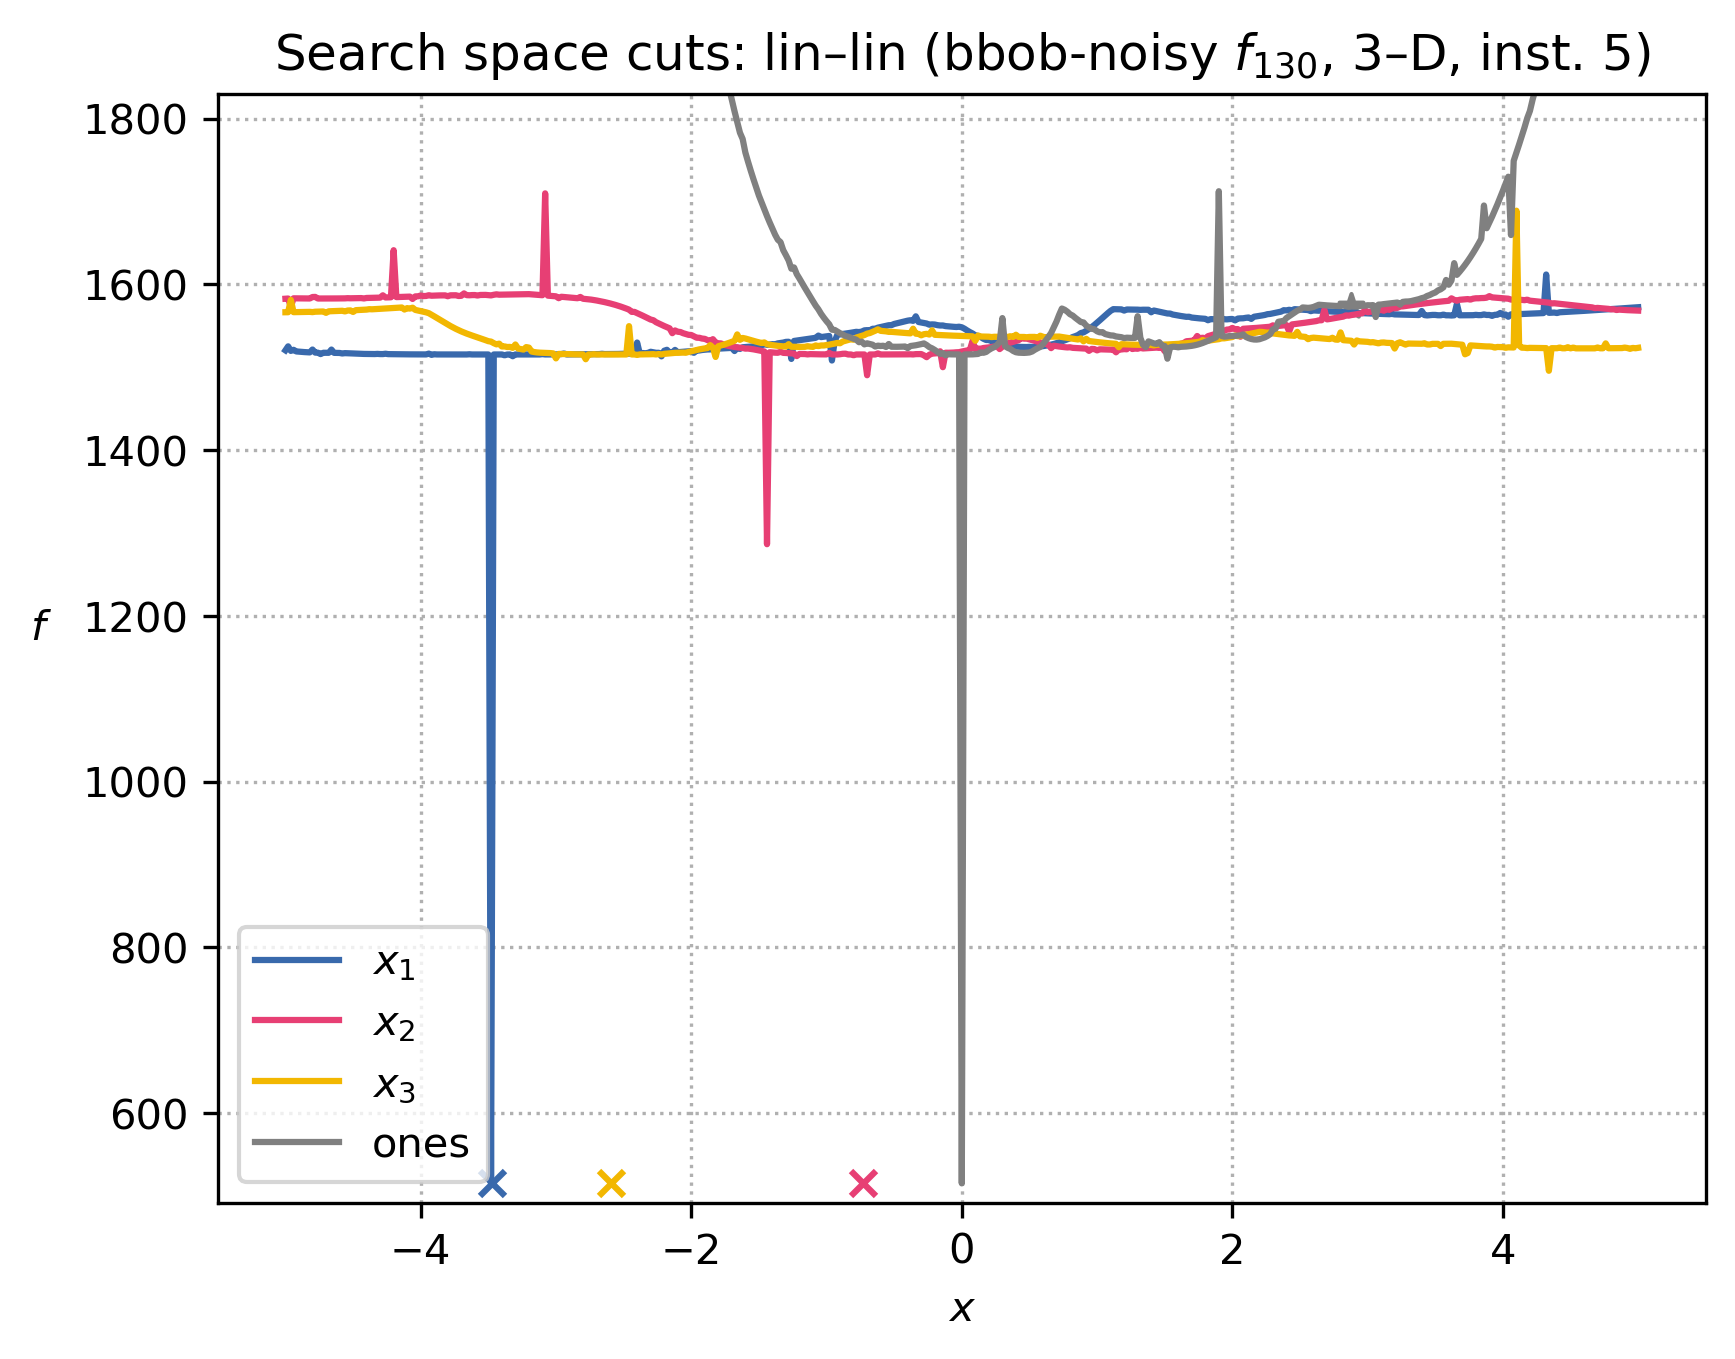 Search space cuts: lin–lin (bbob-noisy f₁₃₀, 3–D, inst. 5)
1800
1600
1400
1200
1000
800
600
f
x₁
x₂
x₃
ones
−4 −2 0 2 4
x